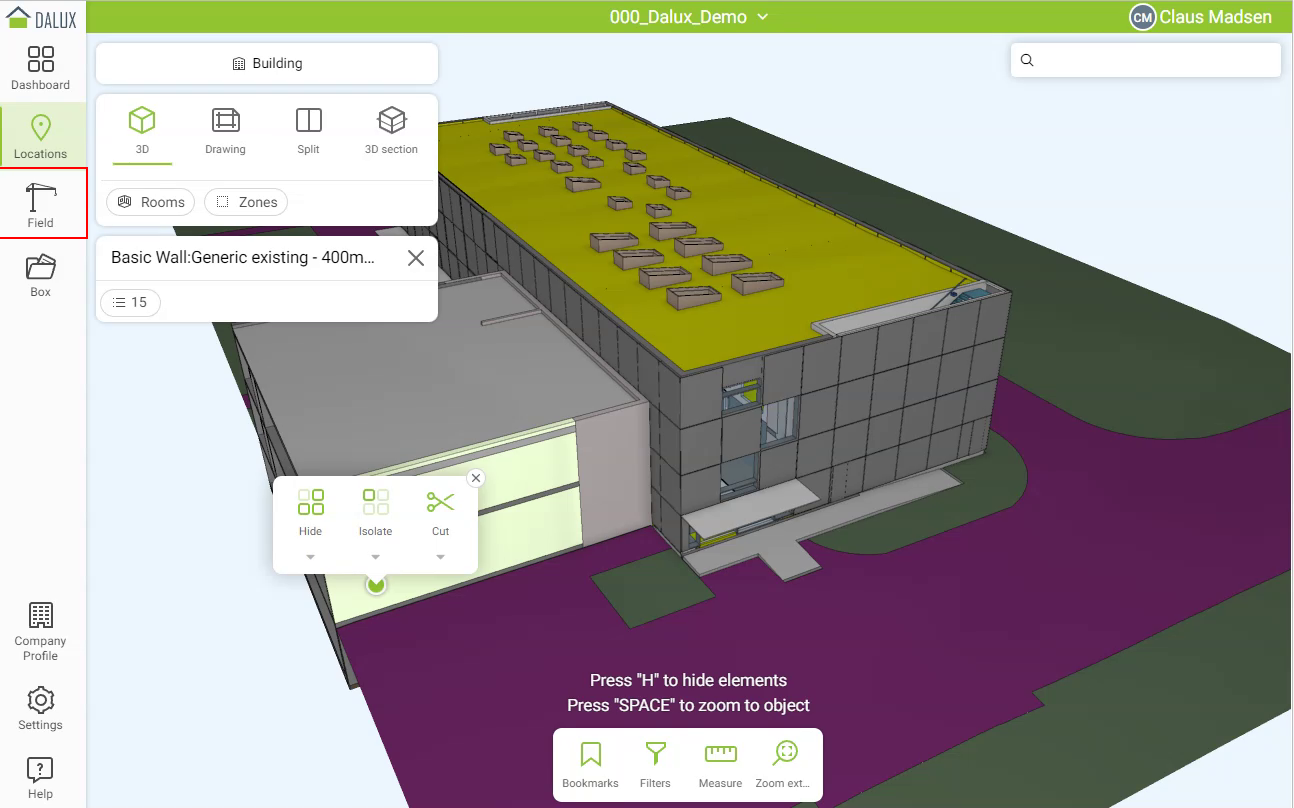 DALUX
000_Dalux_Demo
CM Claus Madsen
Dashboard
Locations
Field
Box
Company
Profile
Settings
Help
Building
3D
Drawing
Split
3D section
Rooms
Zones
Basic Wall:Generic existing - 400m...
15
Hide
Isolate
Cut
Press "H" to hide elements
Press "SPACE" to zoom to object
Bookmarks
Filters
Measure
Zoom ext...